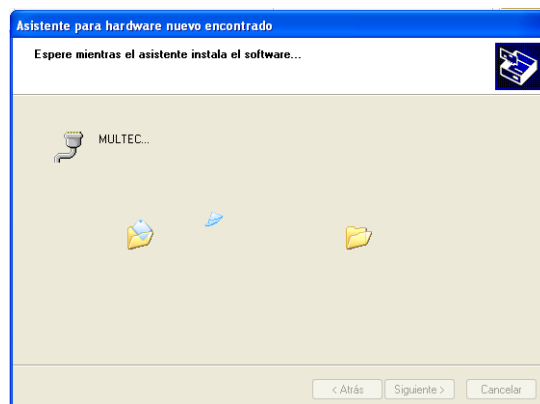 Asistente para hardware nuevo encontrado
Espere mientras el asistente instala el software...
MULTEC...
< Atrás
Siguiente >
Cancelar